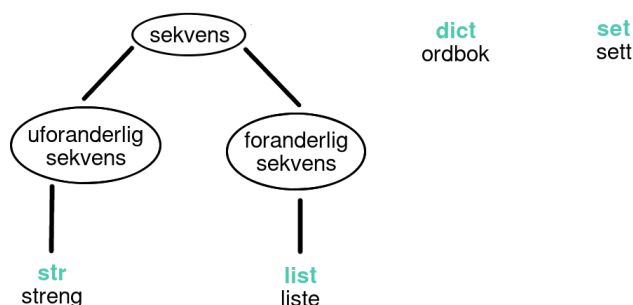 sekvens
dict
ordbok
set
sett
uforanderlig
sekvens
foranderlig
sekvens
str
streng
list
liste